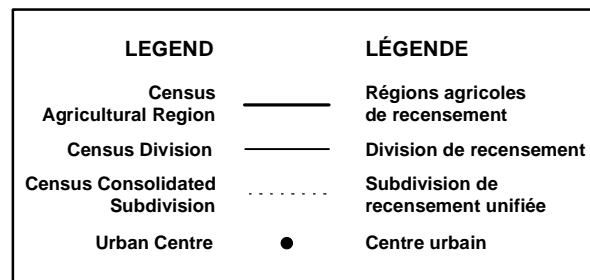 LEGEND LÉGENDE
Census Régions agricoles
Agricultural Region de recensement
Census Division Division de recensement
Census Consolidated Subdivision de
Subdivision recensement unifiée
Urban Centre Centre urbain